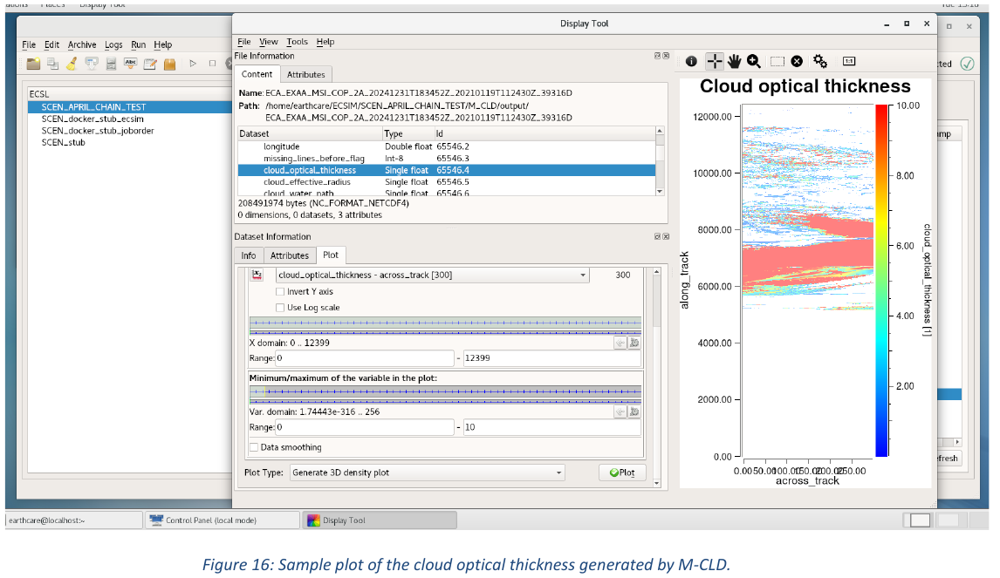 Display Tool
File Edit Archive Logs Run Help
Abc
ECSL
SCEN_APRIL_CHAIN_TEST
SCEN_docker_stub_ecsim
SCEN_docker_stub_joborder
SCEN_stub
File View Tools Help
File Information
Content Attributes
Name: ECA_EXAA_MSI_COP_2A_20241231T183452Z_20210119T112430Z_39316D
Path: /home/earthcare/ECSIM/SCEN_APRIL_CHAIN_TEST/M_CLD/output/
ECA_EXAA_MSI_COP_2A_20241231T183452Z_20210119T112430Z_39316D
Dataset Type Id
longitude Double float 65546.2
missing_lines_before_flag Int-8 65546.3
cloud_optical_thickness Single float 65546.4
cloud_effective_radius Single float 65546.5
cloud_water_path Single float 65546.6
208491974 bytes (NC_FORMAT_NETCDF4)
0 dimensions, 0 datasets, 3 attributes
Dataset Information
Info Attributes Plot
cloud_optical_thickness - across_track [300] 300
Invert Y axis
Use Log scale
X domain: 0 .. 12399
Range: 0 - 12399
Minimum/maximum of the variable in the plot:
Var. domain: 1.74443e-316 .. 256
Range: 0 - 10
Data smoothing
Plot Type: Generate 3D density plot Plot
1:1
Cloud optical thickness
12000.00
10000.00
8000.00
6000.00
4000.00
2000.00
0.00
along_track
0.00 50.00 100.00 150.00 200.00 250.00
across_track
10.00
8.00
6.00
4.00
2.00
cloud_optical_thickness [1]
cted
mp
efresh
earthcare@localhost:~ Control Panel (local mode) Display Tool
Figure 16: Sample plot of the cloud optical thickness generated by M-CLD.